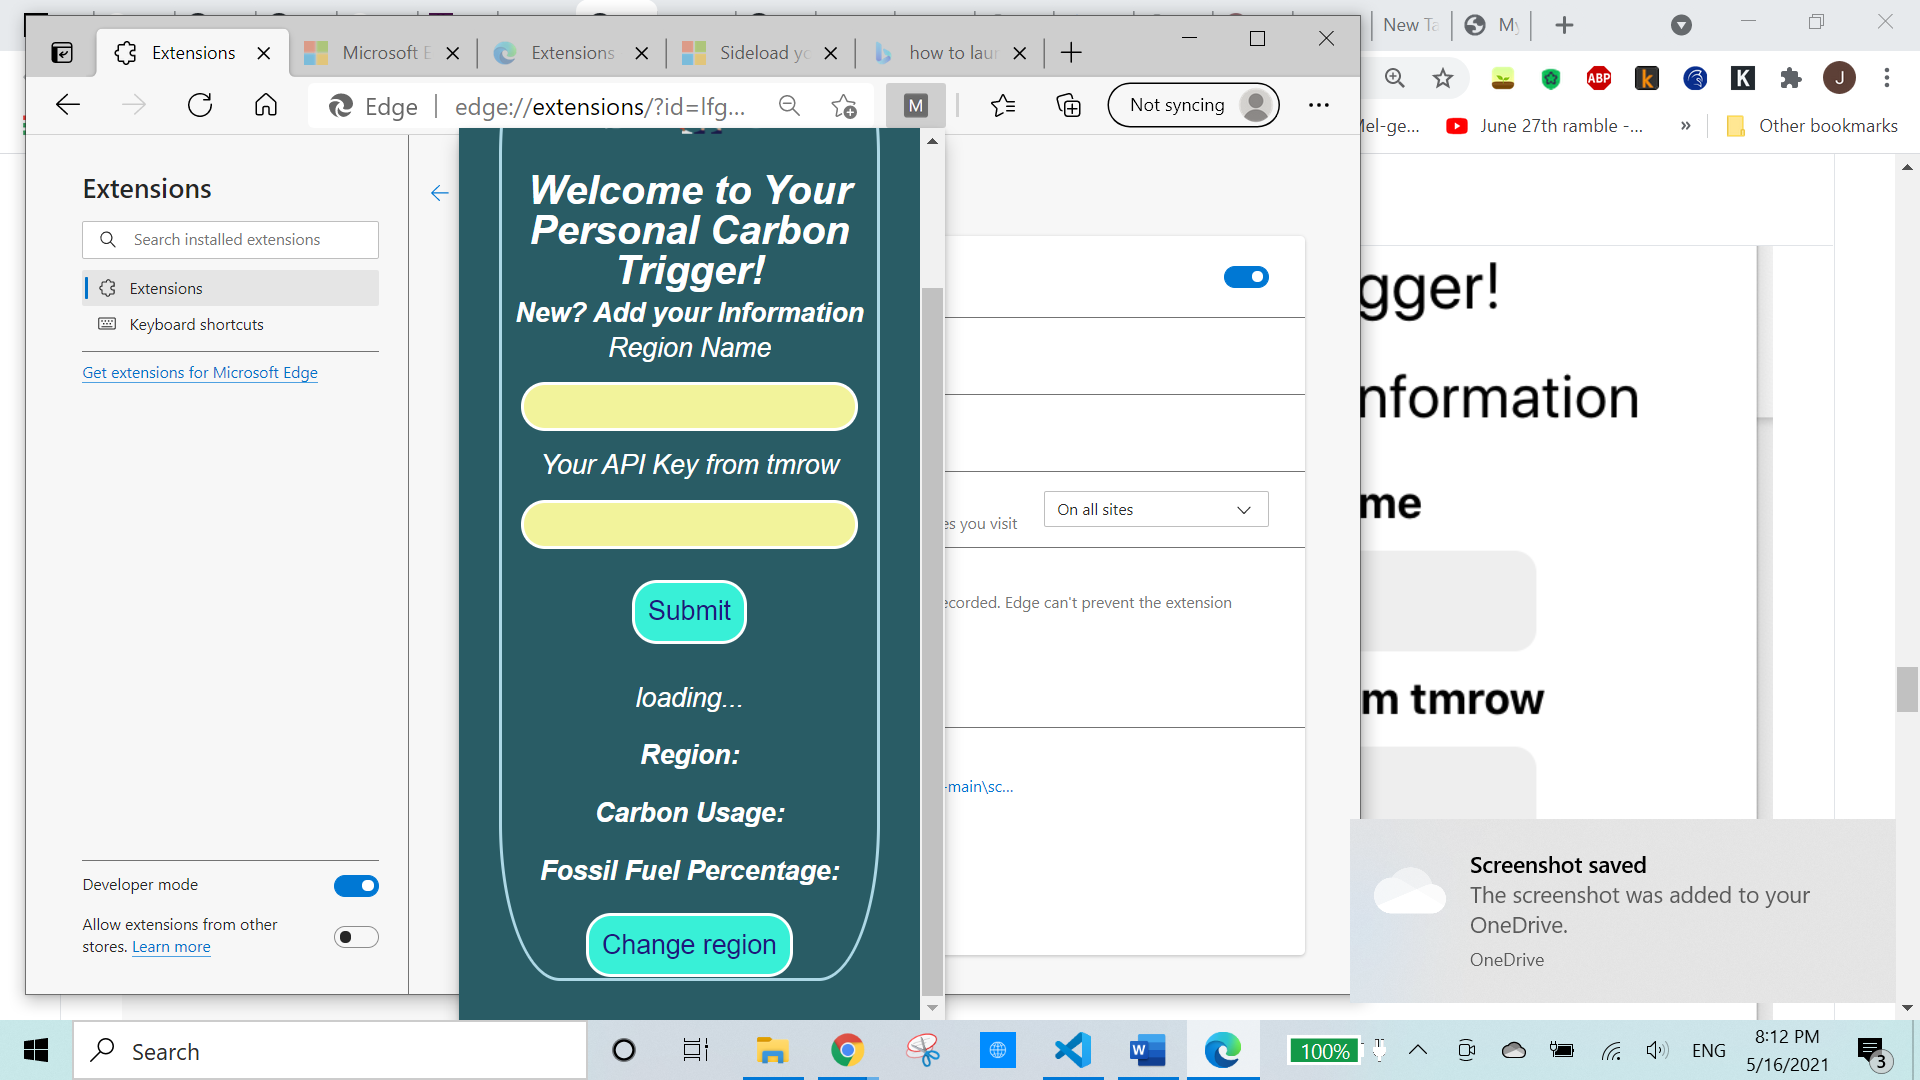 New Ta
My
Extensions
Microsoft E
Extensions
Sideload yo
how to laun
Edge
edge://extensions/?id=lfg...
M
Not syncing
ABP
k
K
J
Mel-ge...
June 27th ramble -...
»
Other bookmarks
Extensions
Search installed extensions
Extensions
Keyboard shortcuts
Get extensions for Microsoft Edge
Developer mode
Allow extensions from other
stores. Learn more
Welcome to Your
Personal Carbon
Trigger!
New? Add your Information
Region Name
Your API Key from tmrow
Submit
loading...
Region:
Carbon Usage:
Fossil Fuel Percentage:
Change region
es you visit
On all sites
ecorded. Edge can't prevent the extension
-main\sc...
gger!
nformation
me
m tmrow
Screenshot saved
The screenshot was added to your
OneDrive.
OneDrive
Search
100%
ENG
8:12 PM
5/16/2021
3